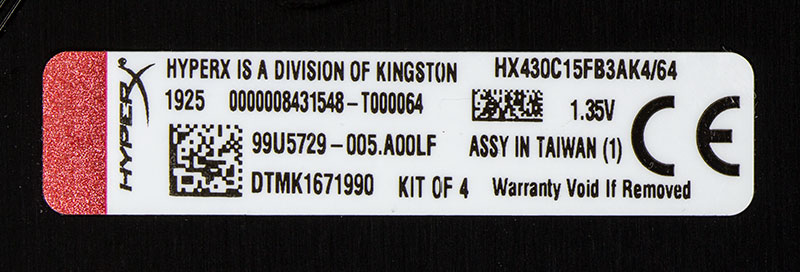 HYPERX
HYPERX IS A DIVISION OF KINGSTON HX430C15FB3AK4/64
1925 0000008431548-T000064 1.35V
99U5729-005.A00LF ASSY IN TAIWAN (1) CE
DTMK1671990 KIT OF 4 Warranty Void If Removed